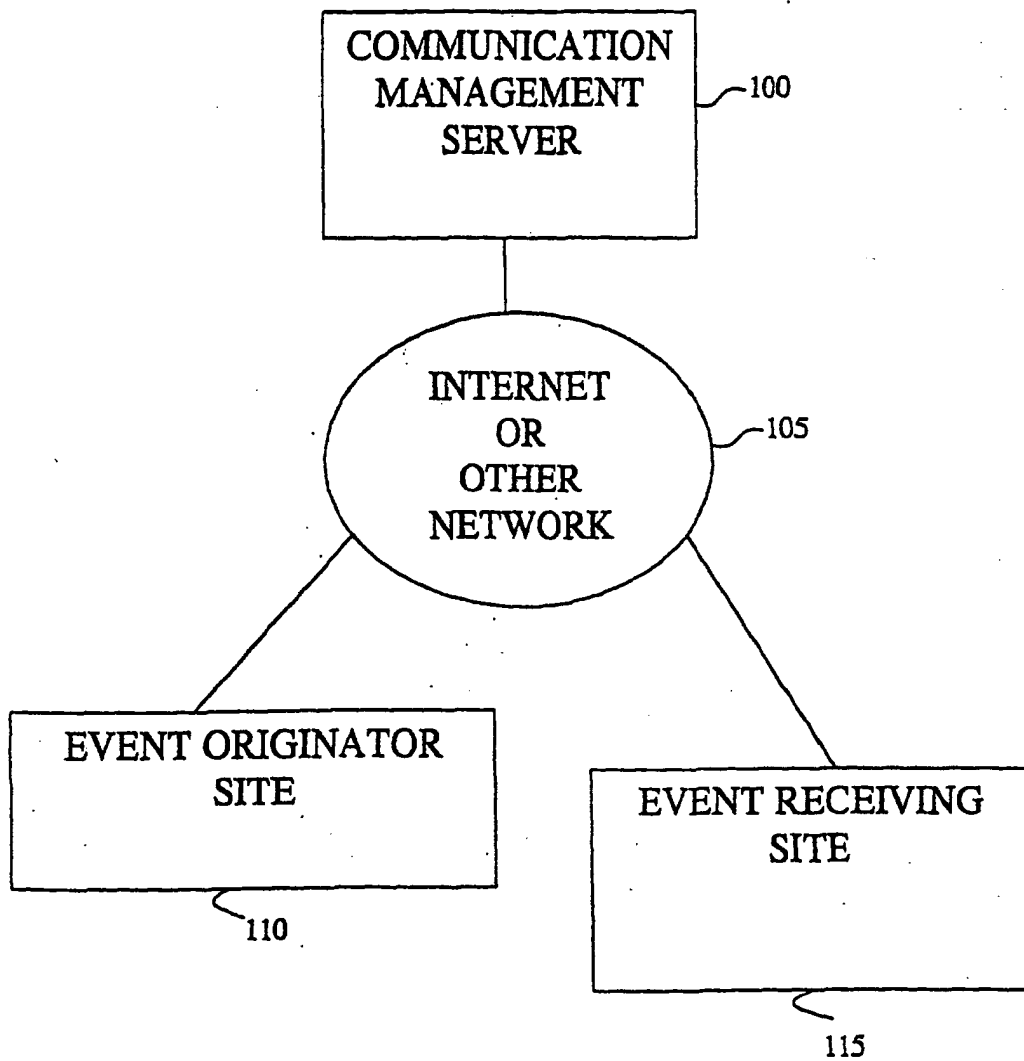 COMMUNICATION
MANAGEMENT
SERVER
100
INTERNET
OR
OTHER
NETWORK
105
EVENT ORIGINATOR
SITE
110
EVENT RECEIVING
SITE
115